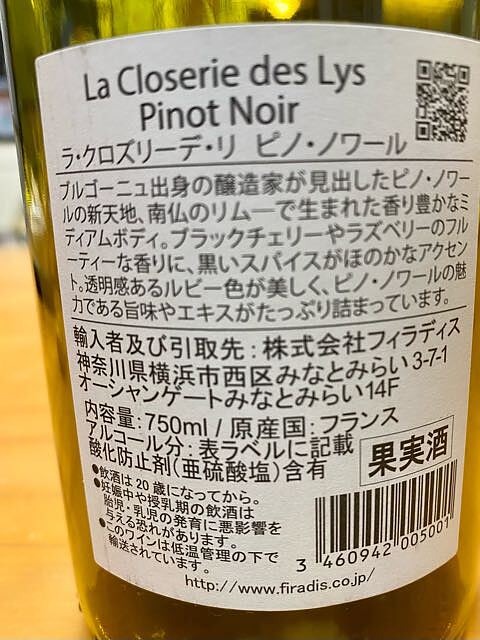 La Closerie des Lys
Pinot Noir
ラ・クロズリーデ・リ ピノ・ノワール
ブルゴーニュ出身の醸造家が見出したピノ・ノワー
ルの新天地、南仏のリムーで生まれた香り豊かなミ
ディアムボディ。ブラックチェリーやラズベリーのフル
ーティーな香りに、黒いスパイスがほのかなアクセン
ト。透明感あるルビー色が美しく、ピノ・ノワールの魅
力である旨味やエキスがたっぷり詰まっています。
輸入者及び引取先：株式会社フィラディス
神奈川県横浜市西区みなとみらい3-7-1
オーシャンゲートみなとみらい14F
内容量：750ml / 原産国：フランス
アルコール分：表ラベルに記載
酸化防止剤(亜硫酸塩)含有
果実酒
●飲酒は20歳になってから。
●妊娠中や授乳期の飲酒は
胎児・乳児の発育に悪影響を
与える恐れがあります。
●このワインは低温管理の下で
輸送されています。
3 460942 005001
http://www.firadis.co.jp/